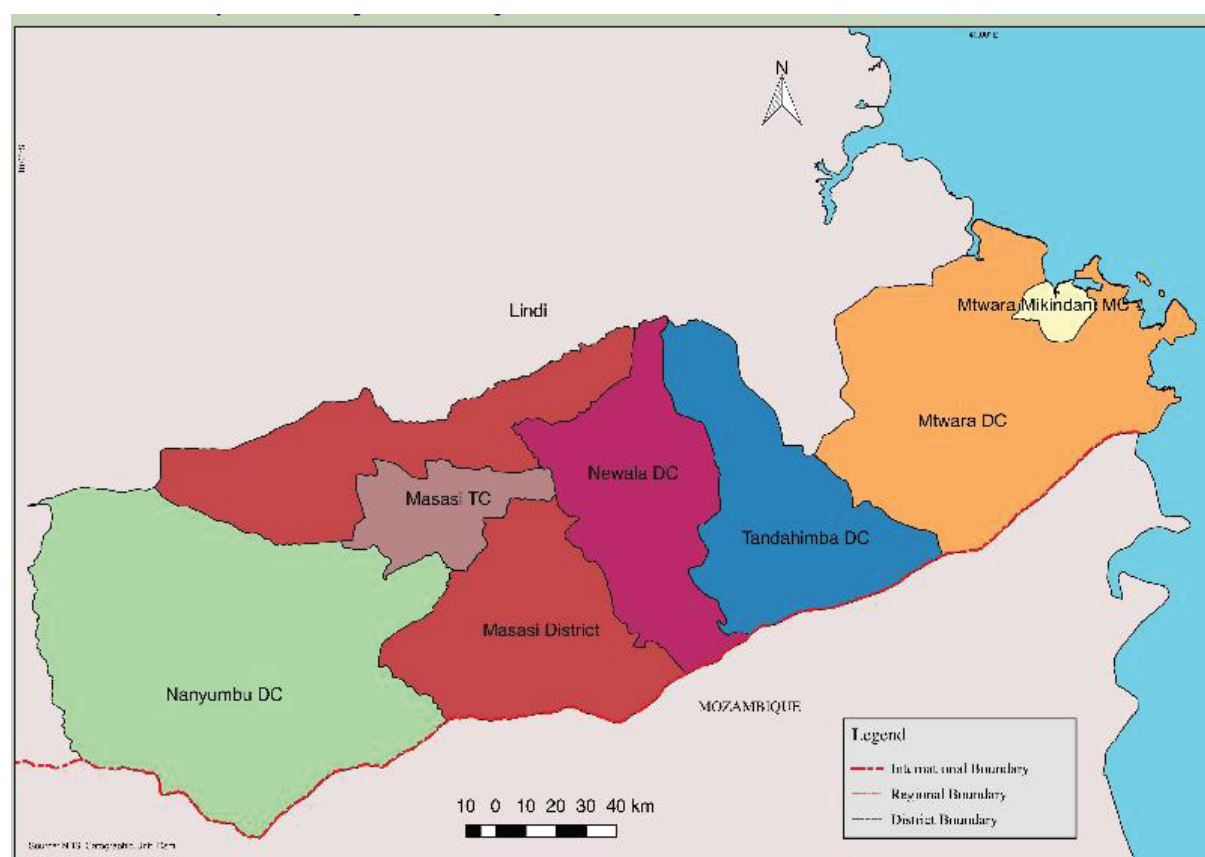 N
Lindi
Mtwara Mikindani MC
Mtwara DC
Newala DC
Masasi TC
Tandahimba DC
Masasi District
Nanyumbu DC
MOZAMBIQUE
Legend
International Boundary
Regional Boundary
District Boundary
10 0 10 20 30 40 km